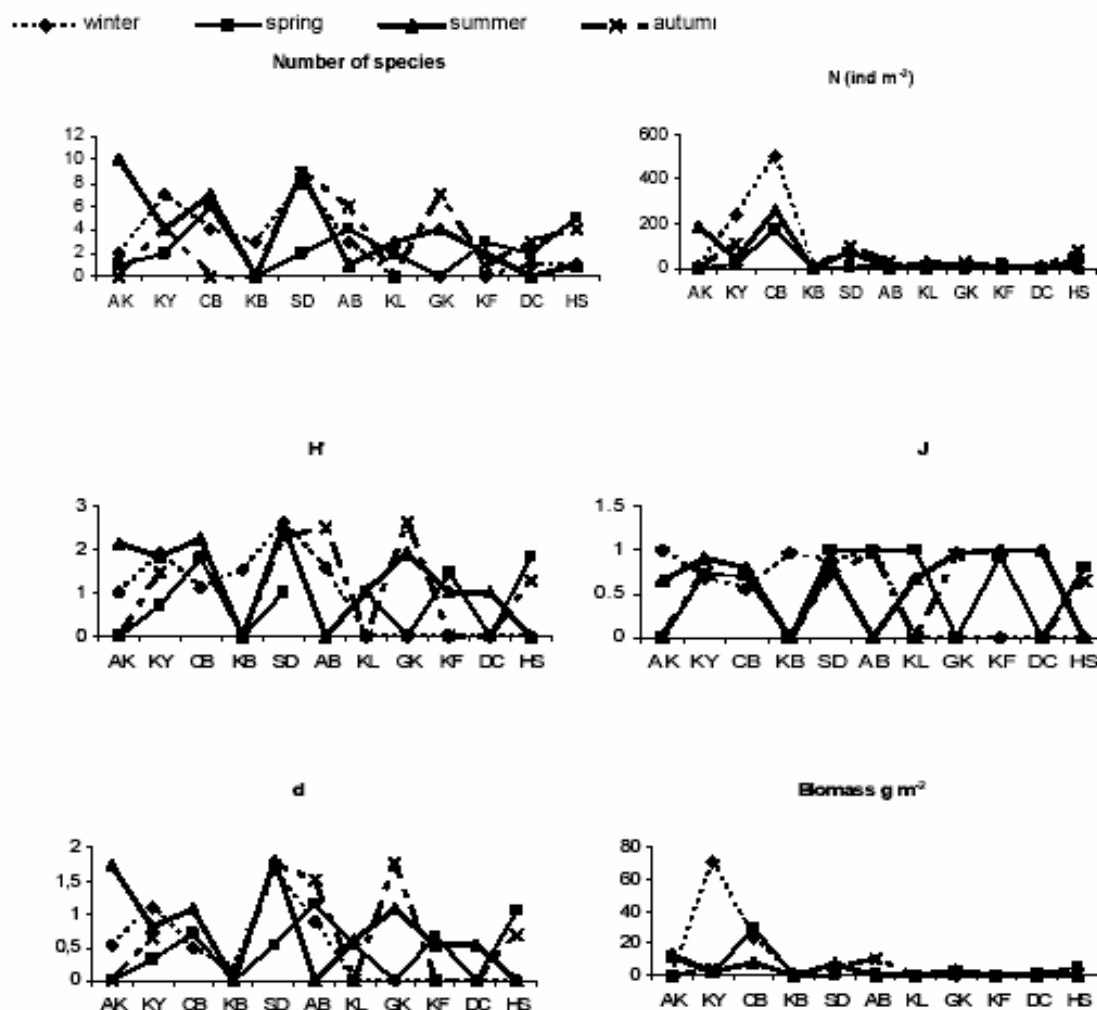 winter spring summer autumı
Number of species
N (ind m⁻²)
12
10
8
6
4
2
0
AK KY CB KB SD AB KL GK KF DC HS
600
400
200
0
AK KY CB KB SD AB KL GK KF DC HS
H'
J
3
2
1
0
AK KY CB KB SD AB KL GK KF DC HS
1.5
1
0.5
0
AK KY CB KB SD AB KL GK KF DC HS
d
Biomass g m⁻²
2
1,5
1
0,5
0
AK KY CB KB SD AB KL GK KF DC HS
80
60
40
20
0
AK KY CB KB SD AB KL GK KF DC HS